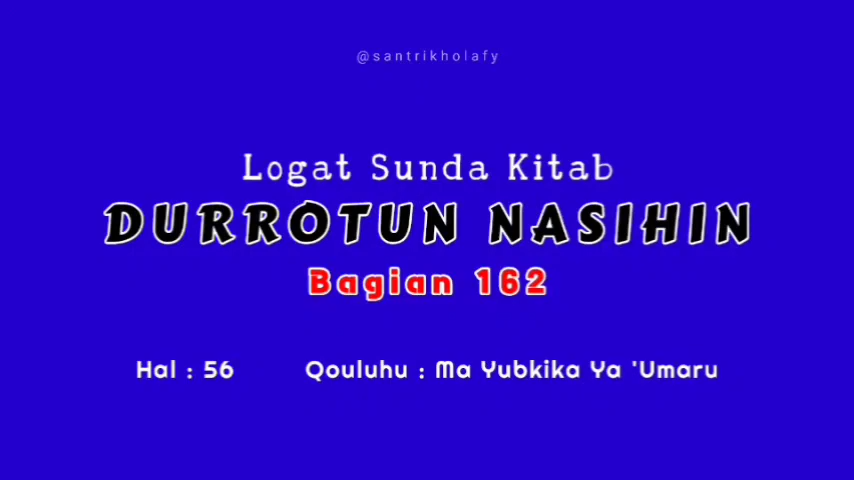 @santrikholafy
Logat Sunda Kitab
DURROTUN NASIHIN
Bagian 162
Hal : 56 Qouluhu : Ma Yubkika Ya 'Umaru